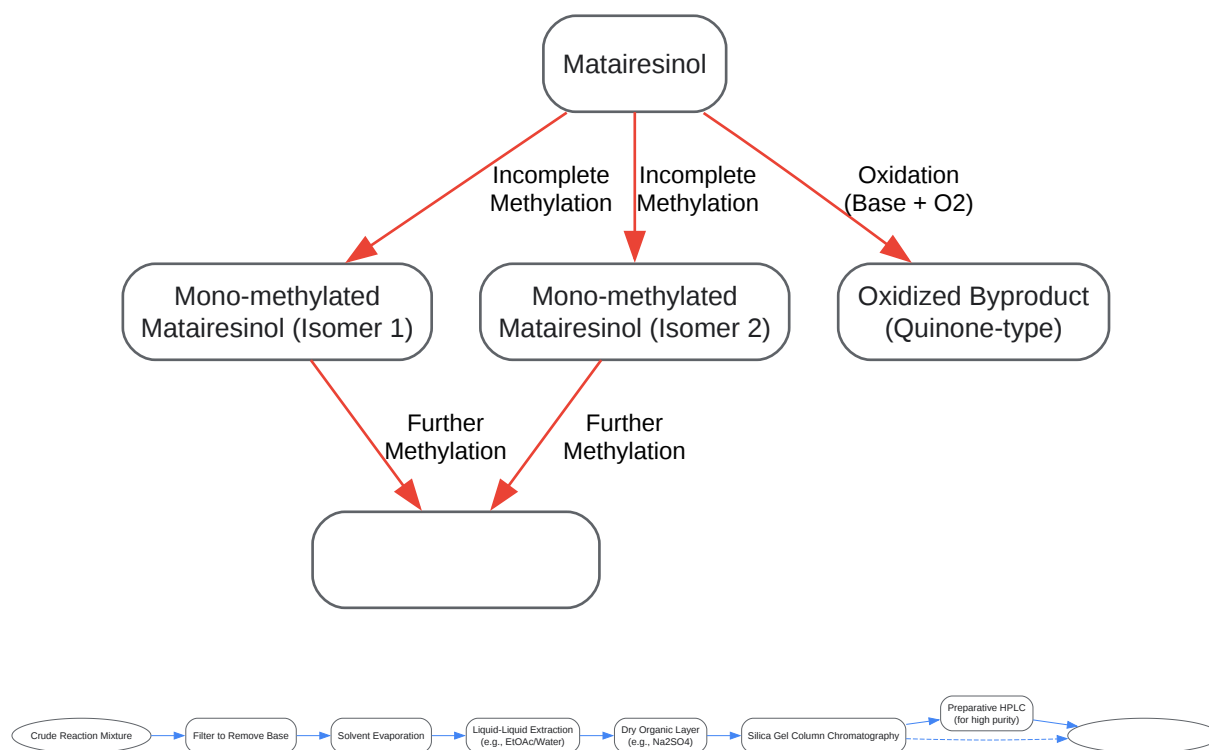 Matairesinol
Incomplete
Methylation
Incomplete
Methylation
Oxidation
(Base + O2)
Mono-methylated
Matairesinol (Isomer 1)
Mono-methylated
Matairesinol (Isomer 2)
Oxidized Byproduct
(Quinone-type)
Further
Methylation
Further
Methylation
Crude Reaction Mixture
Filter to Remove Base
Solvent Evaporation
Liquid-Liquid Extraction
(e.g., EtOAc/Water)
Dry Organic Layer
(e.g., Na2SO4)
Silica Gel Column Chromatography
Preparative HPLC
(for high purity)